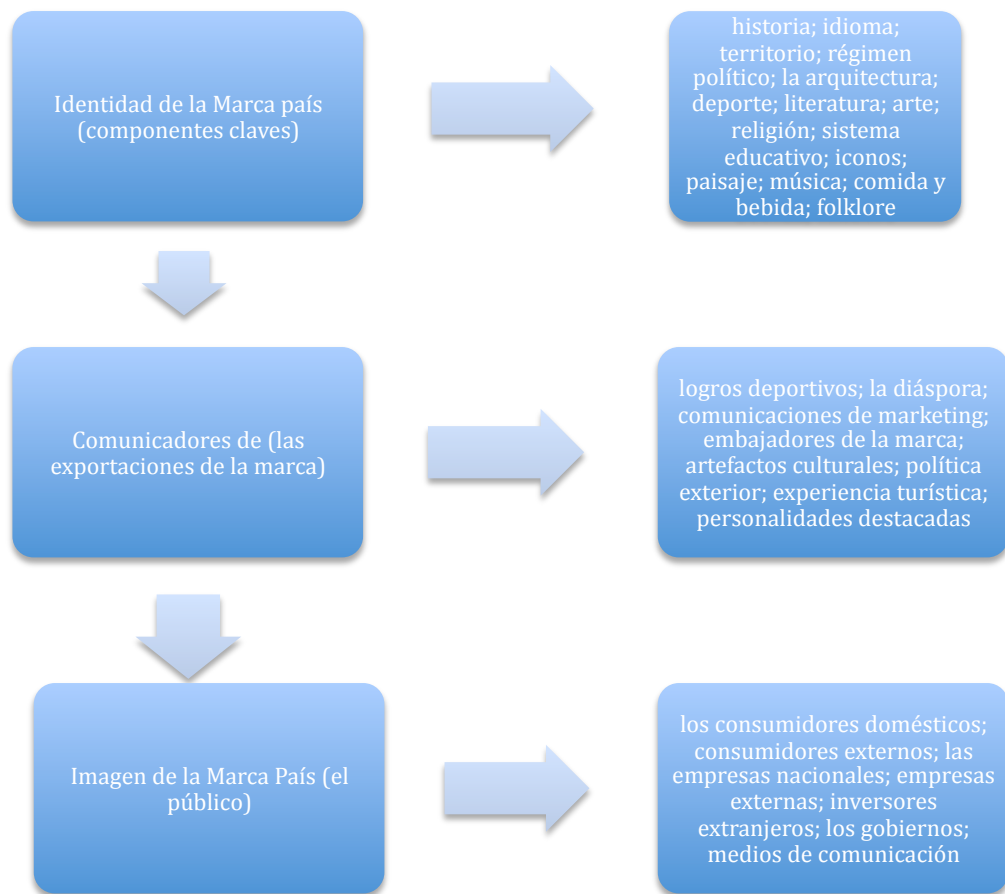 Identidad de la Marca país
(componentes claves)
historia; idioma;
territorio; régimen
político; la arquitectura;
deporte; literatura; arte;
religión; sistema
educativo; iconos;
paisaje; música; comida y
bebida; folklore
Comunicadores de (las
exportaciones de la marca)
logros deportivos; la diáspora;
comunicaciones de marketing;
embajadores de la marca;
artefactos culturales; política
exterior; experiencia turística;
personalidades destacadas
Imagen de la Marca País (el
público)
los consumidores domésticos;
consumidores externos; las
empresas nacionales; empresas
externas; inversores
extranjeros; los gobiernos;
medios de comunicación